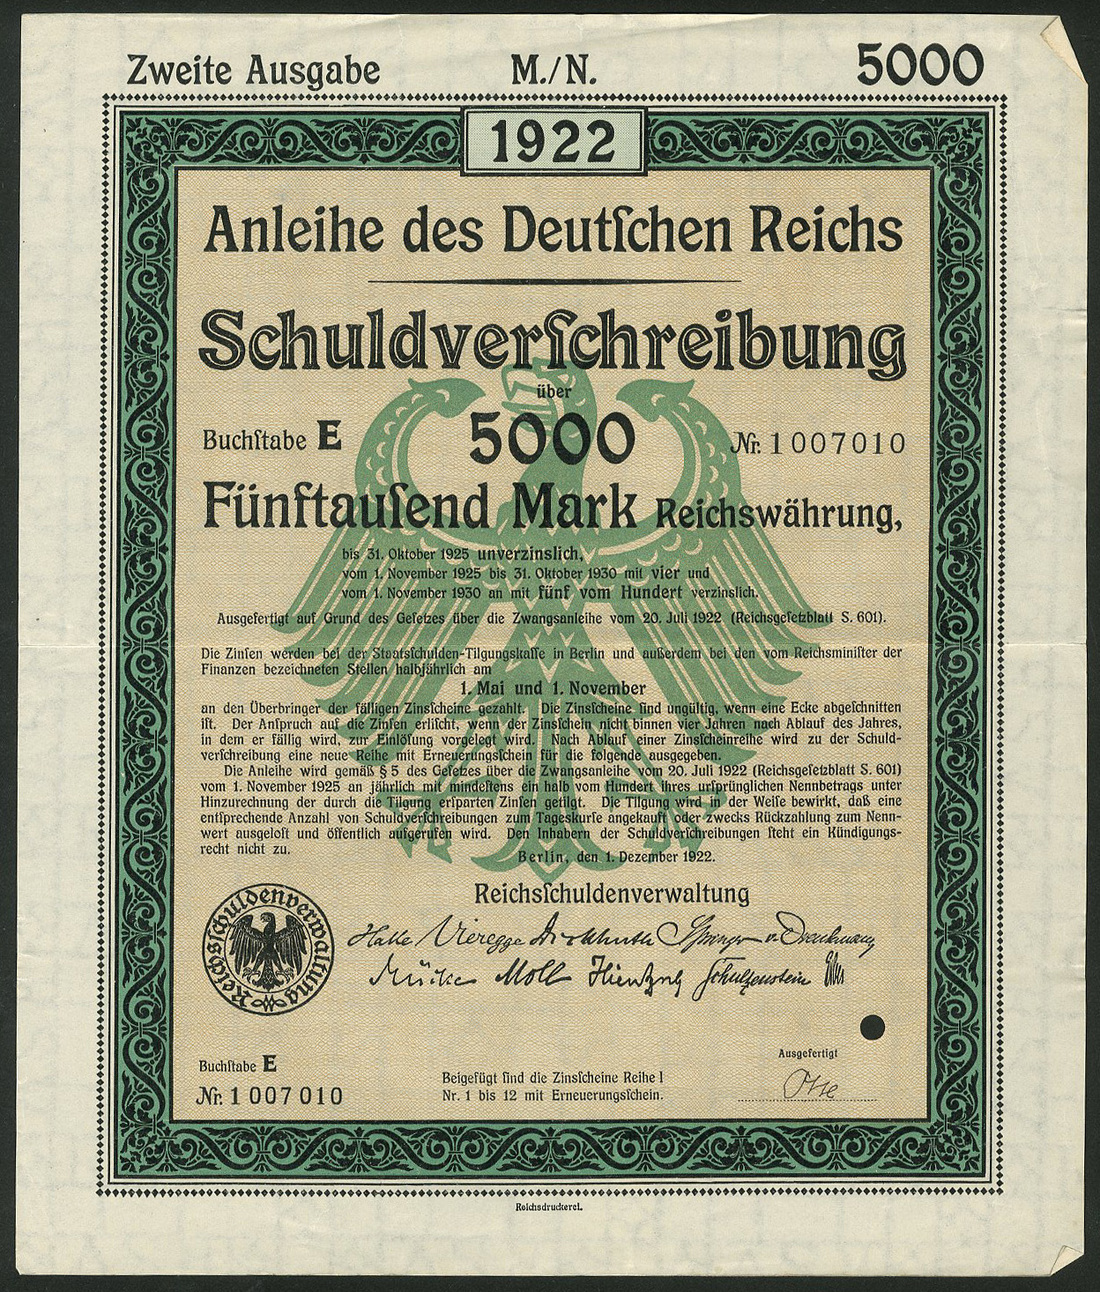 Zweite Ausgabe M./N. 5000
1922
Anleihe des Deutſchen Reichs
Schuldverſchreibung
über
Buchſtabe E 5000 Nr. 1007010
Fünftauſend Mark Reichswährung,
bis 31. Oktober 1925 unverzinslich,
vom 1. November 1925 bis 31. Oktober 1930 mit vier und
vom 1. November 1930 an mit fünf vom Hundert verzinslich.
Ausgefertigt auf Grund des Geſetzes über die Zwangsanleihe vom 20. Juli 1922 (Reichsgeſetzblatt S. 601).
Die Zinſen werden bei der Staatsſchulden-Tilgungskaſſe in Berlin und außerdem bei den vom Reichsminiſter der
Finanzen bezeichneten Stellen halbjährlich am
1. Mai und 1. November
an den Überbringer der fälligen Zinsſcheine gezahlt. Die Zinsſcheine ſind ungültig, wenn eine Ecke abgeſchnitten
iſt. Der Anſpruch auf die Zinſen erliſcht, wenn der Zinsſchein nicht binnen vier Jahren nach Ablauf des Jahres,
in dem er fällig wird, zur Einlöſung vorgelegt wird. Nach Ablauf einer Zinsſcheinreihe wird zu der Schuld-
verſchreibung eine neue Reihe mit Erneuerungsſchein für die folgende ausgegeben.
Die Anleihe wird gemäß § 5 des Geſetzes über die Zwangsanleihe vom 20. Juli 1922 (Reichsgeſetzblatt S. 601)
vom 1. November 1925 an jährlich mit mindeſtens ein halb vom Hundert ihres urſprünglichen Nennbetrags unter
Hinzurechnung der durch die Tilgung erſparten Zinſen getilgt. Die Tilgung wird in der Weiſe bewirkt, daß eine
entſprechende Anzahl von Schuldverſchreibungen zum Tageskurſe angekauft oder zwecks Rückzahlung zum Nenn-
wert ausgeloſt und öffentlich aufgerufen wird. Den Inhabern der Schuldverſchreibungen ſteht ein Kündigungs-
recht nicht zu.
Berlin, den 1. Dezember 1922.
Reichsſchuldenverwaltung
Halle Vieregge Springer
Mücke Moll Schultzenstein
Reichsſchuldenverwaltung
Ausgefertigt
Buchſtabe E
Nr. 1007010
Beigefügt ſind die Zinsſcheine Reihe I
Nr. 1 bis 12 mit Erneuerungsſchein.
Reichsdruckerei.